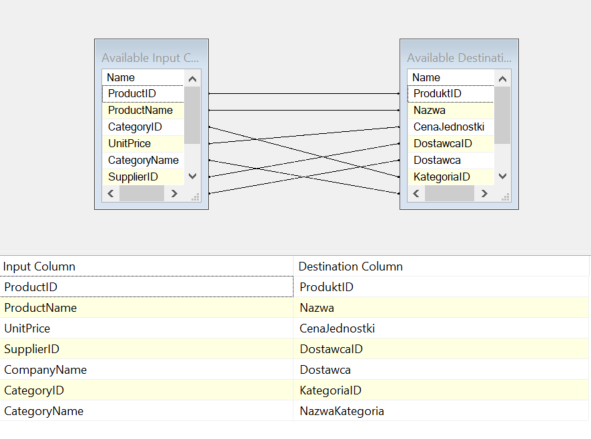 Available Input C...
Name
ProductID
ProductName
CategoryID
UnitPrice
CategoryName
SupplierID
Available Destinati...
Name
ProduktID
Nazwa
CenaJednostki
DostawcaID
Dostawca
KategoriaID
Input Column Destination Column
ProductID ProduktID
ProductName Nazwa
UnitPrice CenaJednostki
SupplierID DostawcaID
CompanyName Dostawca
CategoryID KategoriaID
CategoryName NazwaKategoria